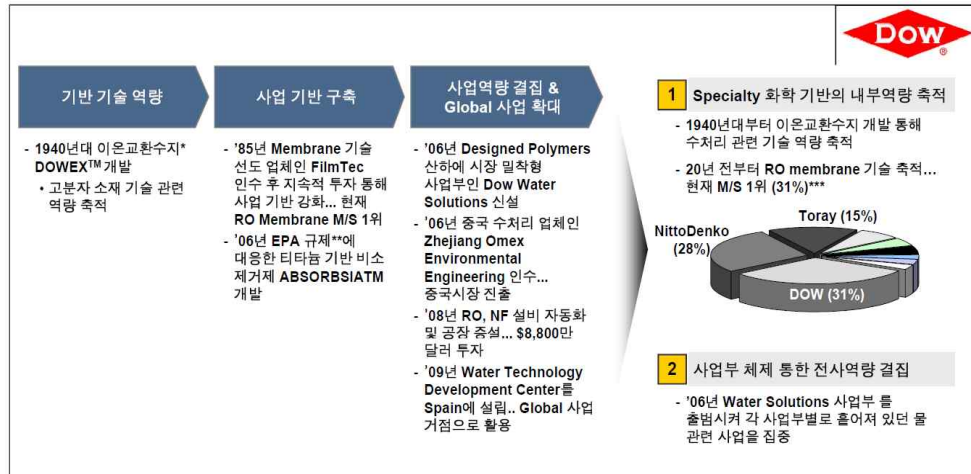 DOW
®
기반 기술 역량
- 1940년대 이온교환수지*
DOWEX™ 개발
• 고분자 소재 기술 관련
역량 축적
사업 기반 구축
- '85년 Membrane 기술
선도 업체인 FilmTec
인수 후 지속적 투자 통해
사업 기반 강화... 현재
RO Membrane M/S 1위
- '06년 EPA 규제**에
대응한 티타늄 기반 비소
제거제 ABSORBSIATM
개발
사업역량 결집 &
Global 사업 확대
- '06년 Designed Polymers
산하에 시장 밀착형
사업부인 Dow Water
Solutions 신설
- '06년 중국 수처리 업체인
Zhejiang Omex
Environmental
Engineering 인수...
중국시장 진출
- '08년 RO, NF 설비 자동화
및 공장 증설... $8,800만
달러 투자
- '09년 Water Technology
Development Center를
Spain에 설립.. Global 사업
거점으로 활용
1 Specialty 화학 기반의 내부역량 축적
- 1940년대부터 이온교환수지 개발 통해
수처리 관련 기술 역량 축적
- 20년 전부터 RO membrane 기술 축적...
현재 M/S 1위 (31%)***
Toray (15%)
NittoDenko
(28%)
DOW (31%)
2 사업부 체제 통한 전사역량 결집
- '06년 Water Solutions 사업부 를
출범시켜 각 사업부별로 흩어져 있던 물
관련 사업을 집중